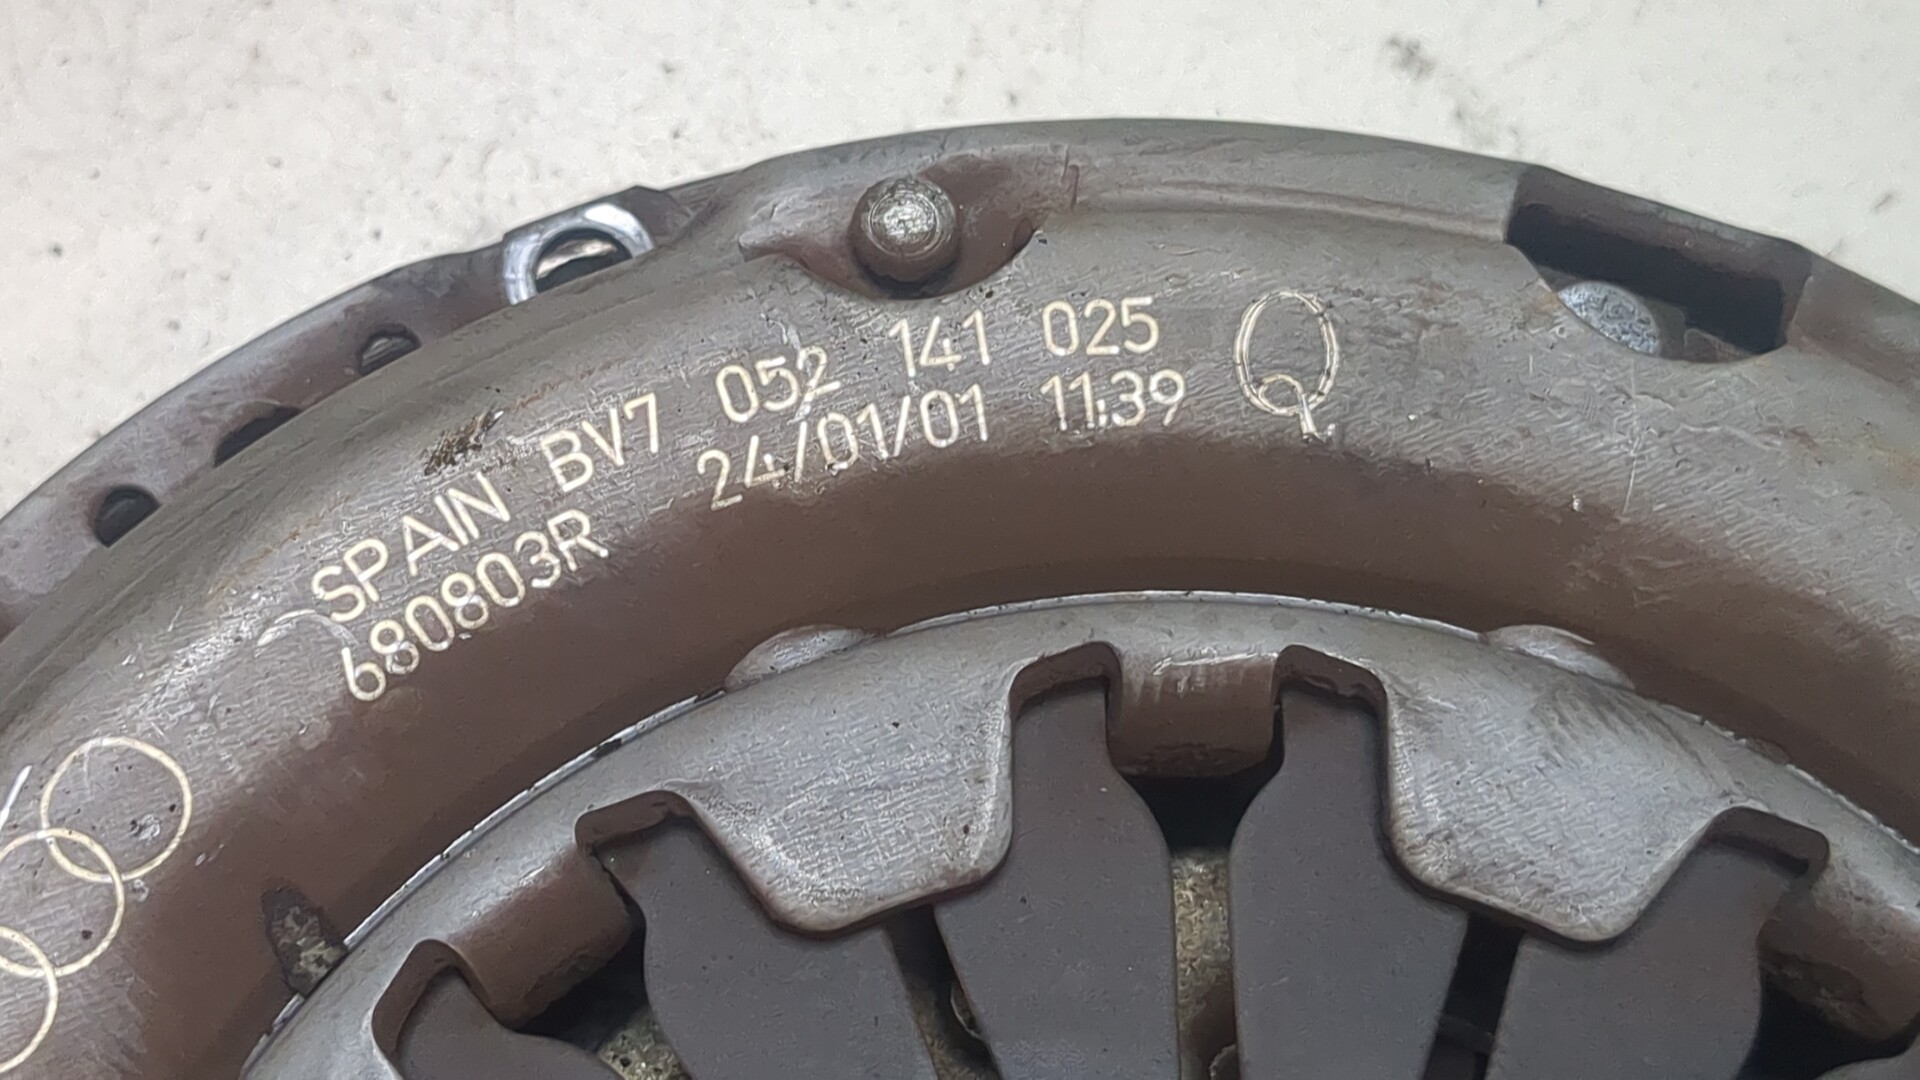 SPAIN BV7 052 141 025 Q
680803R 24/01/01 11:39